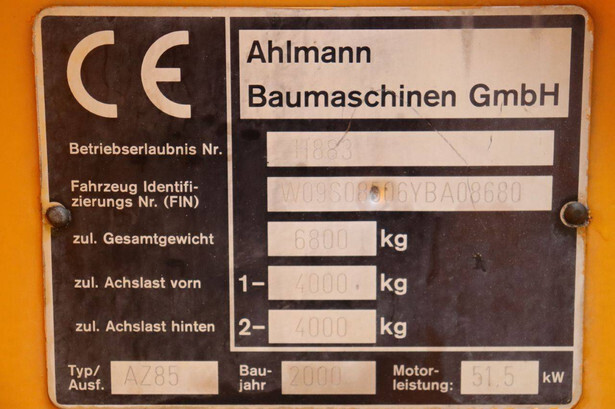 CE
Ahlmann
Baumaschinen GmbH
Betriebserlaubnis Nr. H883
Fahrzeug Identifi-
zierungs Nr. (FIN)
zul. Gesamtgewicht 6800 kg
zul. Achslast vorn 1- 4000 kg
zul. Achslast hinten 2- 4000 kg
Typ/
Ausf. AZ85
Bau-
jahr 2000
Motor-
leistung: 51.5 kW